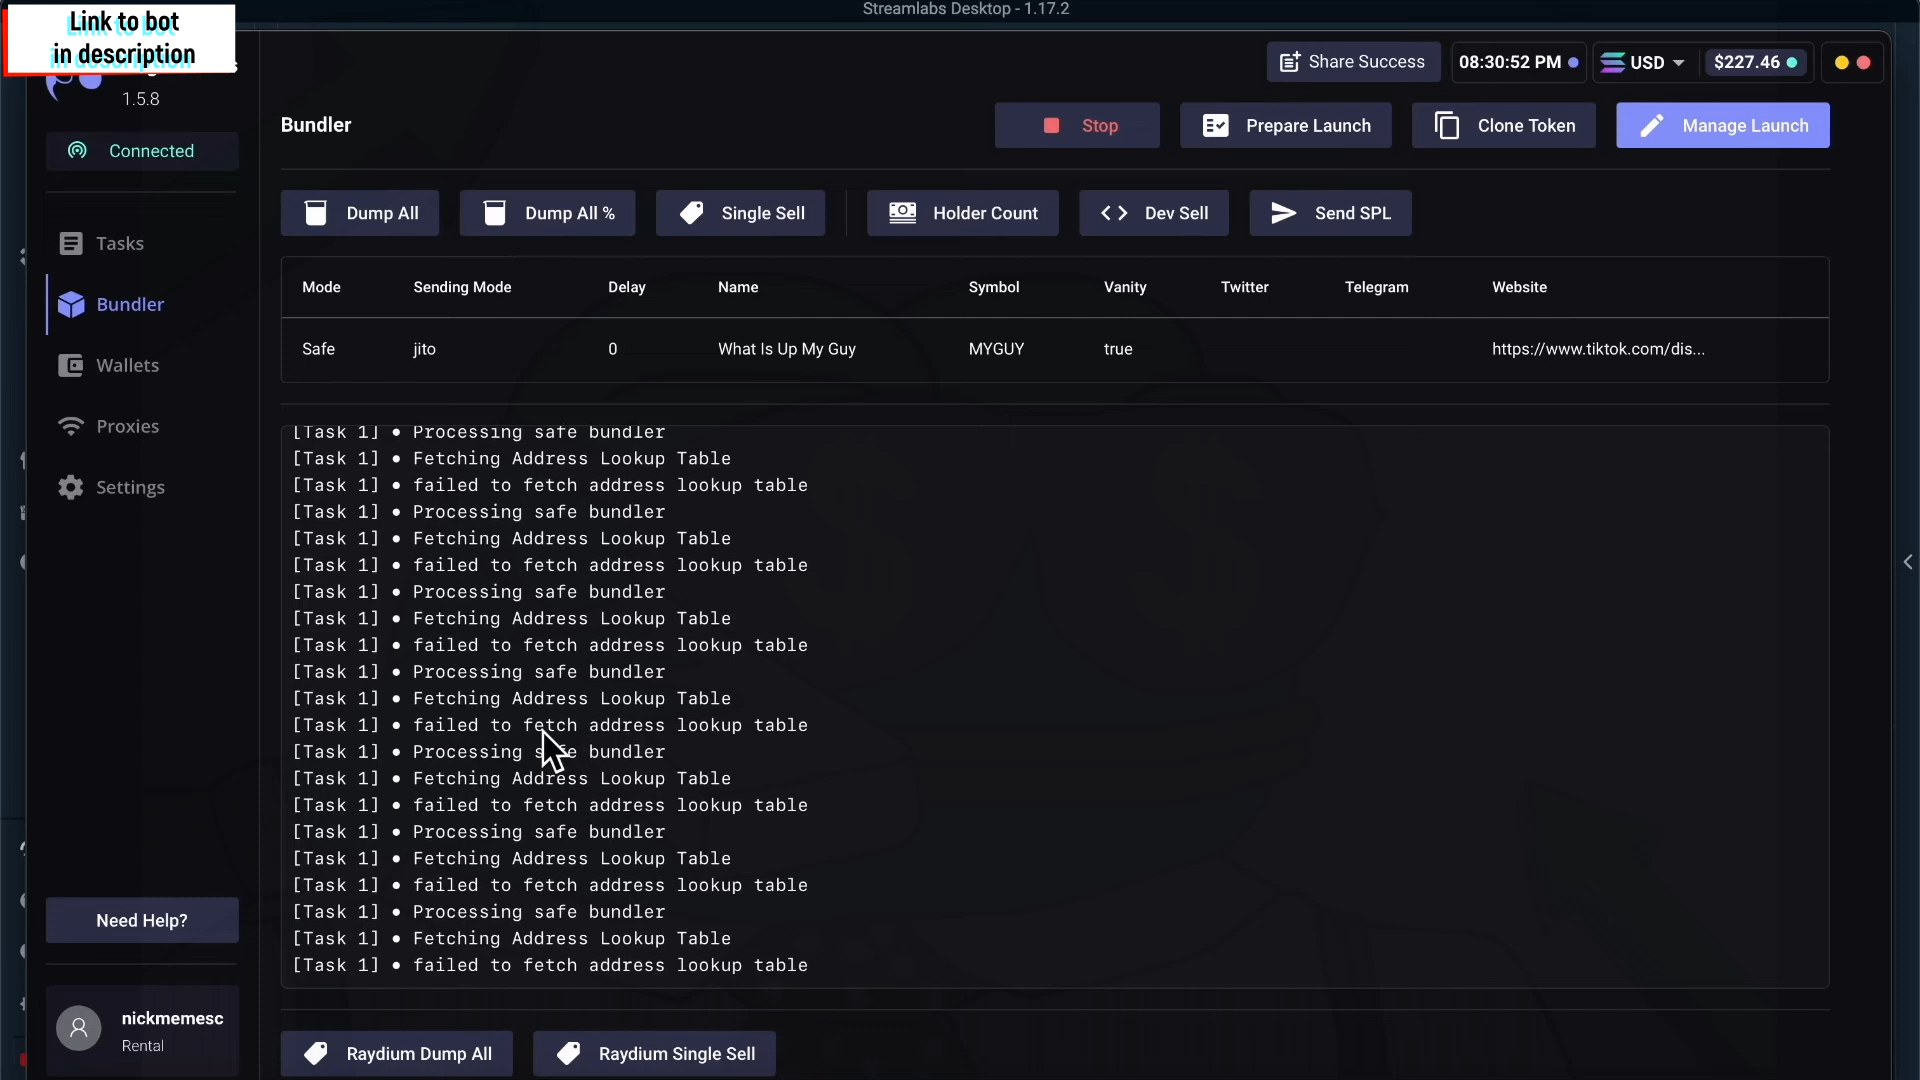 Streamlabs Desktop - 1.17.2
Link to bot
in description
1.5.8
Share Success
08:30:52 PM
USD
$227.46
Connected
Bundler
Stop
Prepare Launch
Clone Token
Manage Launch
Dump All
Dump All %
Single Sell
Holder Count
Dev Sell
Send SPL
Tasks
Bundler
Wallets
Proxies
Settings
Mode Sending Mode Delay Name Symbol Vanity Twitter Telegram Website
Safe jito 0 What Is Up My Guy MYGUY true https://www.tiktok.com/dis...
[Task 1] • Processing safe bundler
[Task 1] • Fetching Address Lookup Table
[Task 1] • failed to fetch address lookup table
[Task 1] • Processing safe bundler
[Task 1] • Fetching Address Lookup Table
[Task 1] • failed to fetch address lookup table
[Task 1] • Processing safe bundler
[Task 1] • Fetching Address Lookup Table
[Task 1] • failed to fetch address lookup table
[Task 1] • Processing safe bundler
[Task 1] • Fetching Address Lookup Table
[Task 1] • failed to fetch address lookup table
[Task 1] • Processing safe bundler
[Task 1] • Fetching Address Lookup Table
[Task 1] • failed to fetch address lookup table
[Task 1] • Processing safe bundler
[Task 1] • Fetching Address Lookup Table
[Task 1] • failed to fetch address lookup table
[Task 1] • Processing safe bundler
[Task 1] • Fetching Address Lookup Table
[Task 1] • failed to fetch address lookup table
Need Help?
nickmemesc
Rental
Raydium Dump All
Raydium Single Sell